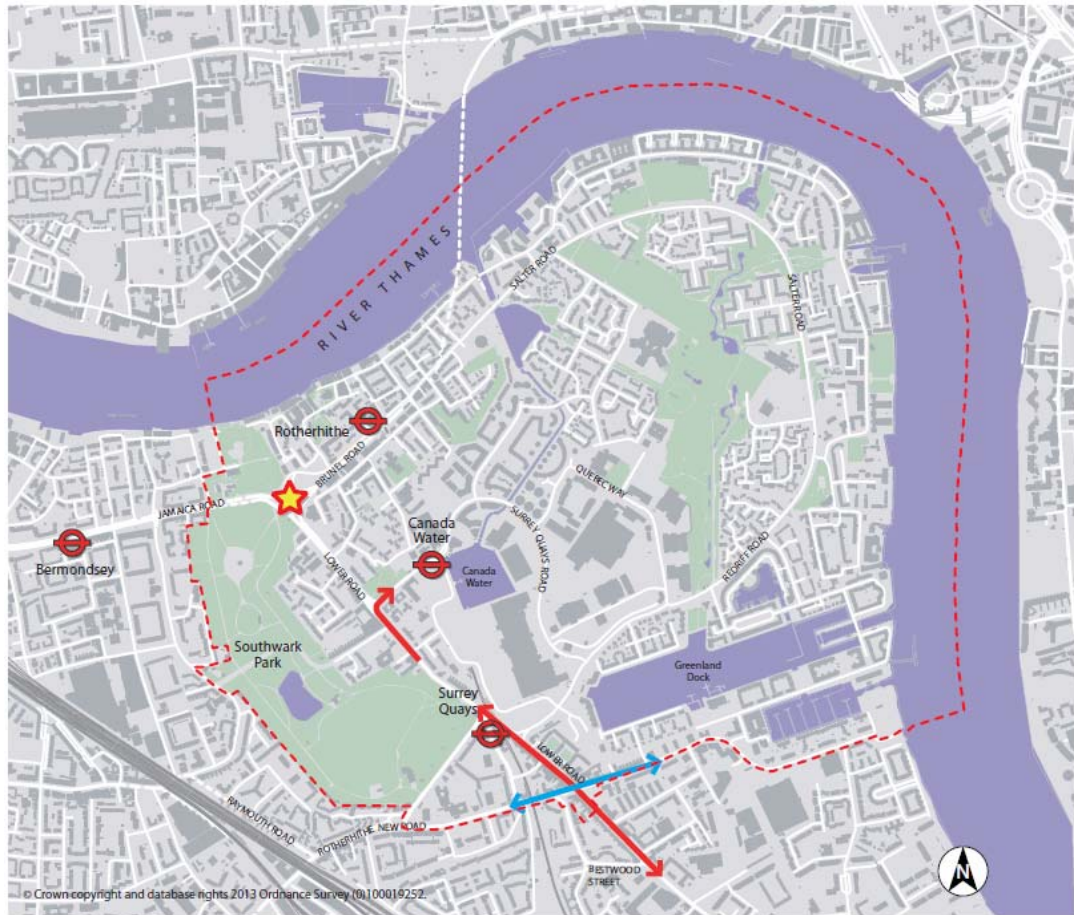 RIVER THAMES
SALTER ROAD
SALTER ROAD
Rotherhithe
BRUNEL ROAD
JAMAICA ROAD
QUEBEC WAY
Bermondsey
Canada
Water
LOWER ROAD
SURREY QUAYS ROAD
Canada
Water
REDRIFF ROAD
Southwark
Park
Greenland
Dock
Surrey
Quays
LOWER ROAD
RAYMOUTH ROAD
ROTHERHITHE NEW ROAD
BESTWOOD
STREET
N
© Crown copyright and database rights 2013 Ordnance Survey (0)100019252.